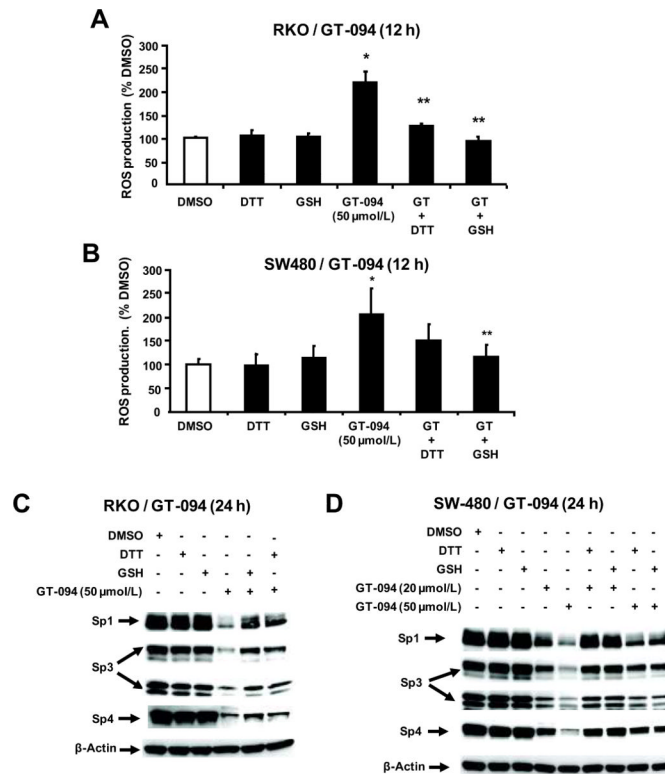 A
RKO / GT-094 (12 h)
ROS production (% DMSO)
300
250
200
150
100
50
0
*
**
**
DMSO
DTT
GSH
GT-094
(50 µmol/L)
GT
+
DTT
GT
+
GSH
B
SW480 / GT-094 (12 h)
ROS production. (% DMSO)
300
250
200
150
100
50
0
*
**
DMSO
DTT
GSH
GT-094
(50 µmol/L)
GT
+
DTT
GT
+
GSH
C
RKO / GT-094 (24 h)
DMSO + - - - - -
DTT - + - - - +
GSH - - + - + -
GT-094 (50 µmol/L) - - - + + +
Sp1
Sp3
Sp4
β-Actin
D
SW-480 / GT-094 (24 h)
DMSO + - - - - - - - -
DTT - + - - - + - + -
GSH - - + - - - + - +
GT-094 (20 µmol/L) - - - + - + + - -
GT-094 (50 µmol/L) - - - - + - - + +
Sp1
Sp3
Sp4
β-Actin